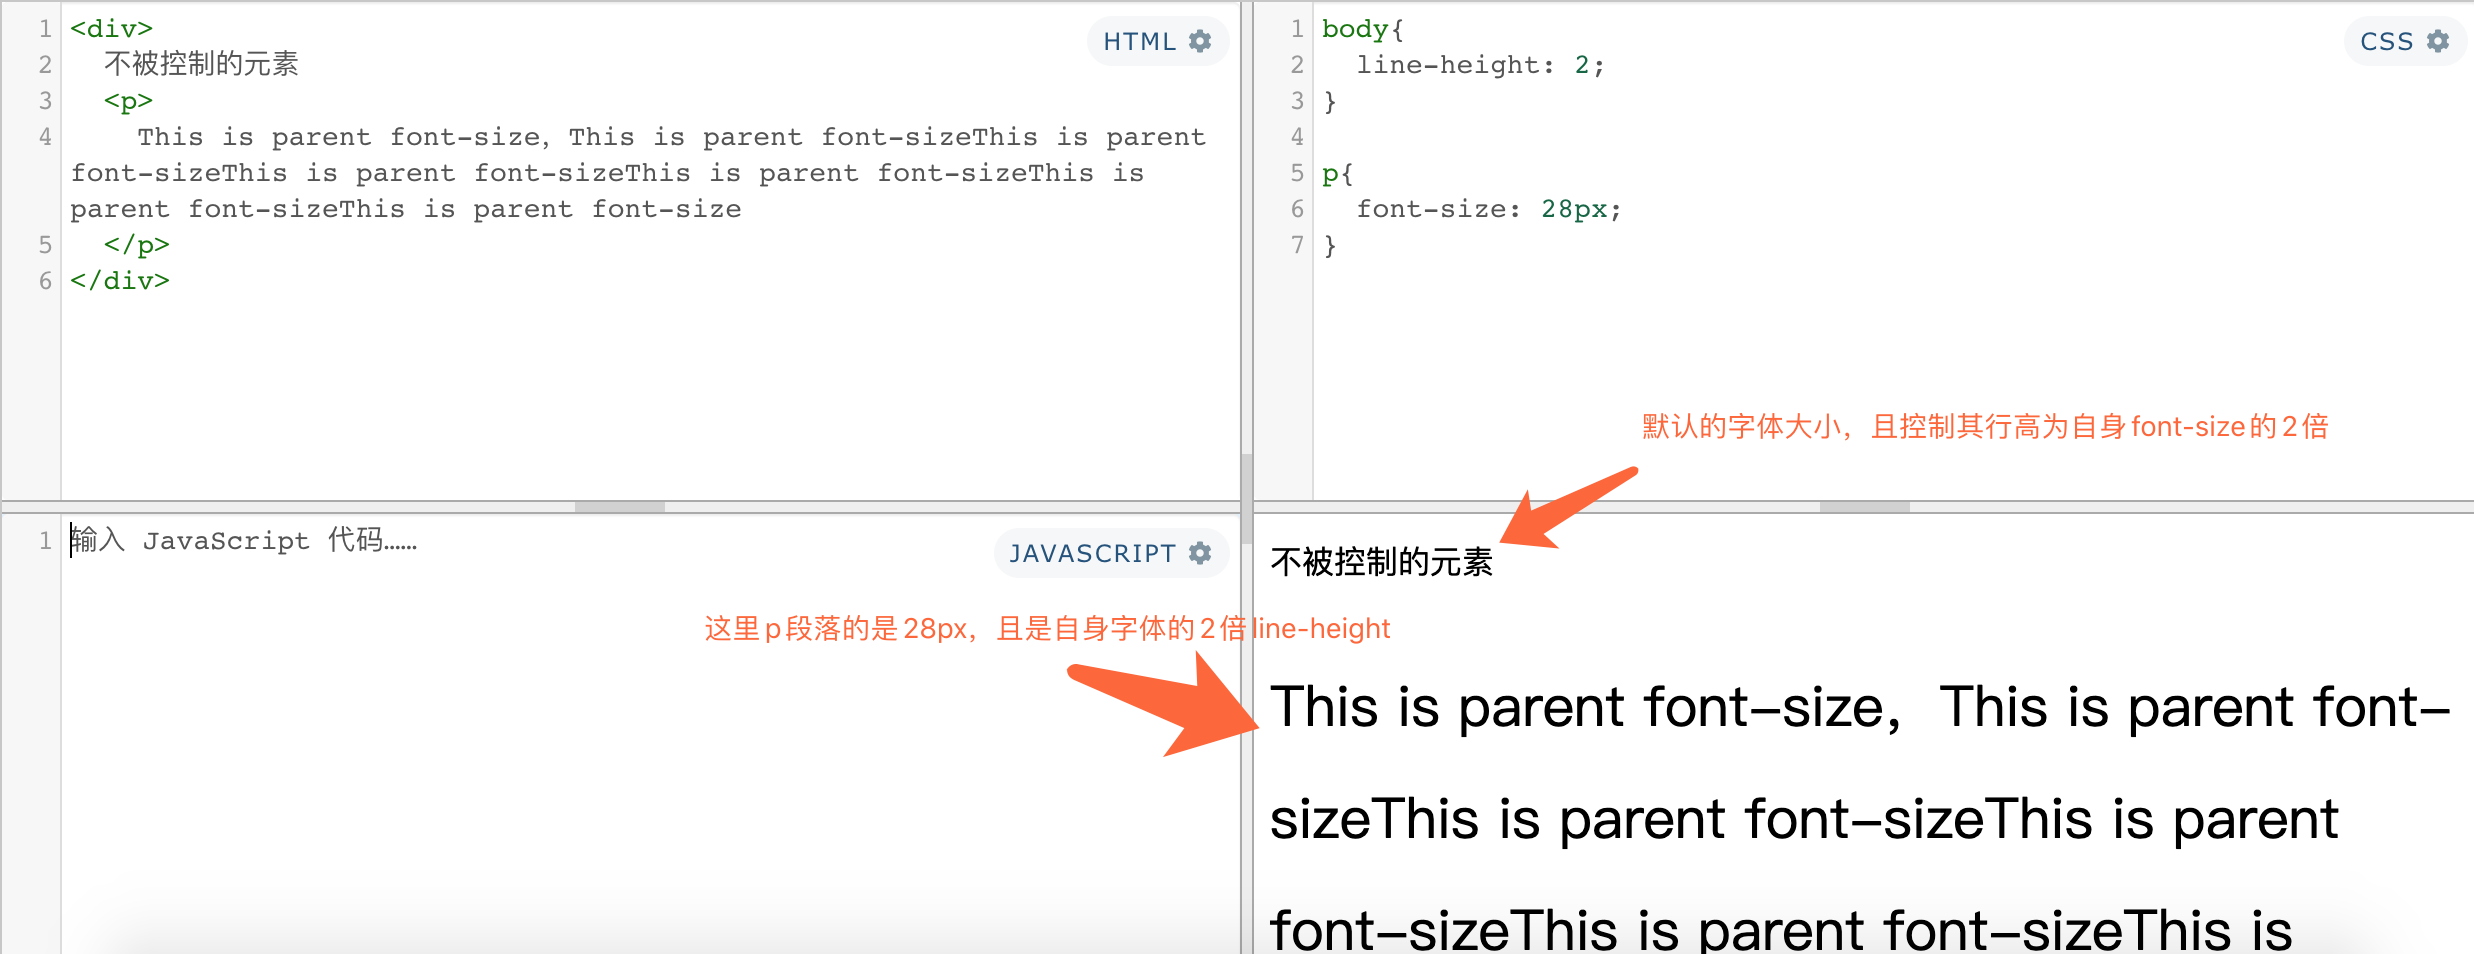 1 <div>
2 不被控制的元素
3 <p>
4 This is parent font-size, This is parent font-sizeThis is parent
font-sizeThis is parent font-sizeThis is parent font-sizeThis is
parent font-sizeThis is parent font-size
5 </p>
6 </div>
HTML
1 body{
2 line-height: 2;
3 }
4
5 p{
6 font-size: 28px;
7 }
CSS
默认的字体大小，且控制其行高为自身font-size的2倍
1 输入 JavaScript 代码……
JAVASCRIPT
这里p段落的是28px，且是自身字体的2倍line-height
不被控制的元素
This is parent font-size，This is parent font-
sizeThis is parent font-sizeThis is parent
font-sizeThis is parent font-sizeThis is